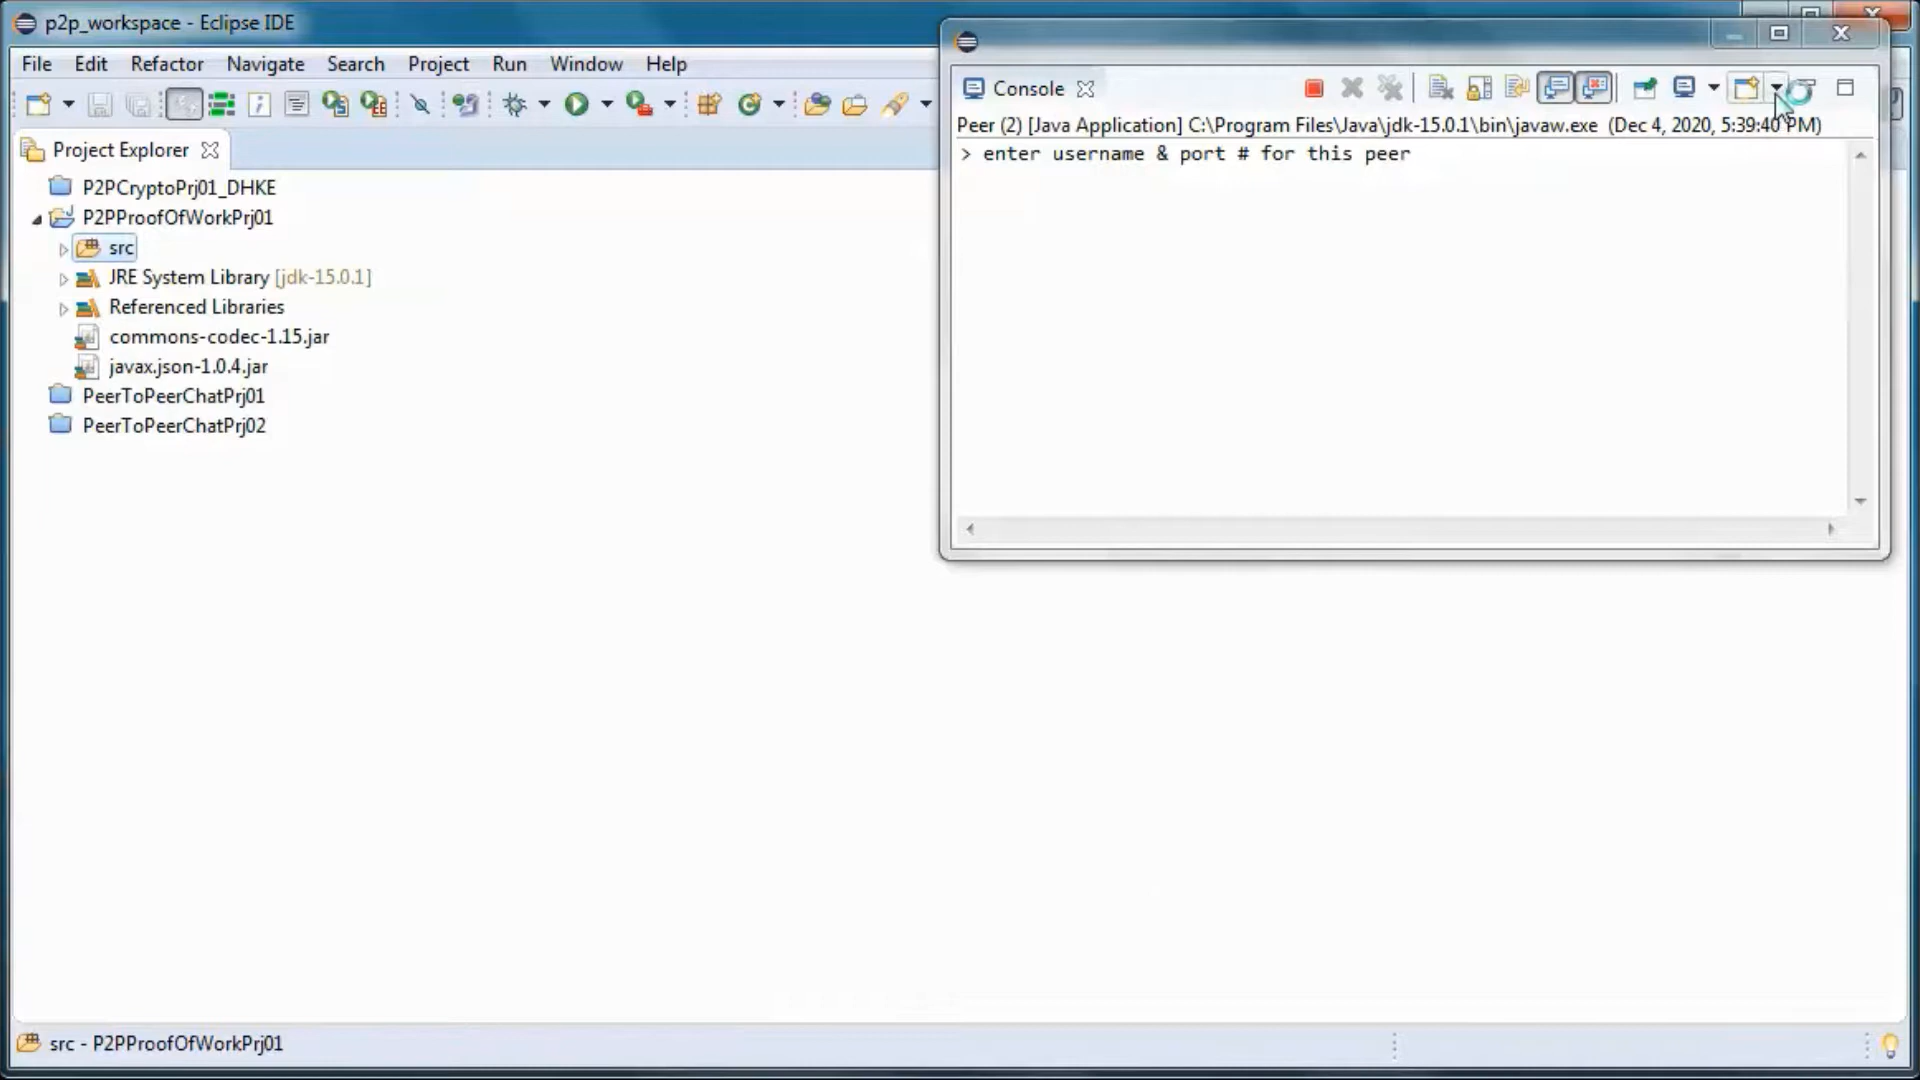 p2p_workspace - Eclipse IDE
File Edit Refactor Navigate Search Project Run Window Help
Project Explorer
P2PCryptoPrj01_DHKE
P2PProofOfWorkPrj01
src
JRE System Library [jdk-15.0.1]
Referenced Libraries
commons-codec-1.15.jar
javax.json-1.0.4.jar
PeerToPeerChatPrj01
PeerToPeerChatPrj02
Console
Peer (2) [Java Application] C:\Program Files\Java\jdk-15.0.1\bin\javaw.exe (Dec 4, 2020, 5:39:40 PM)
> enter username & port # for this peer
src - P2PProofOfWorkPrj01